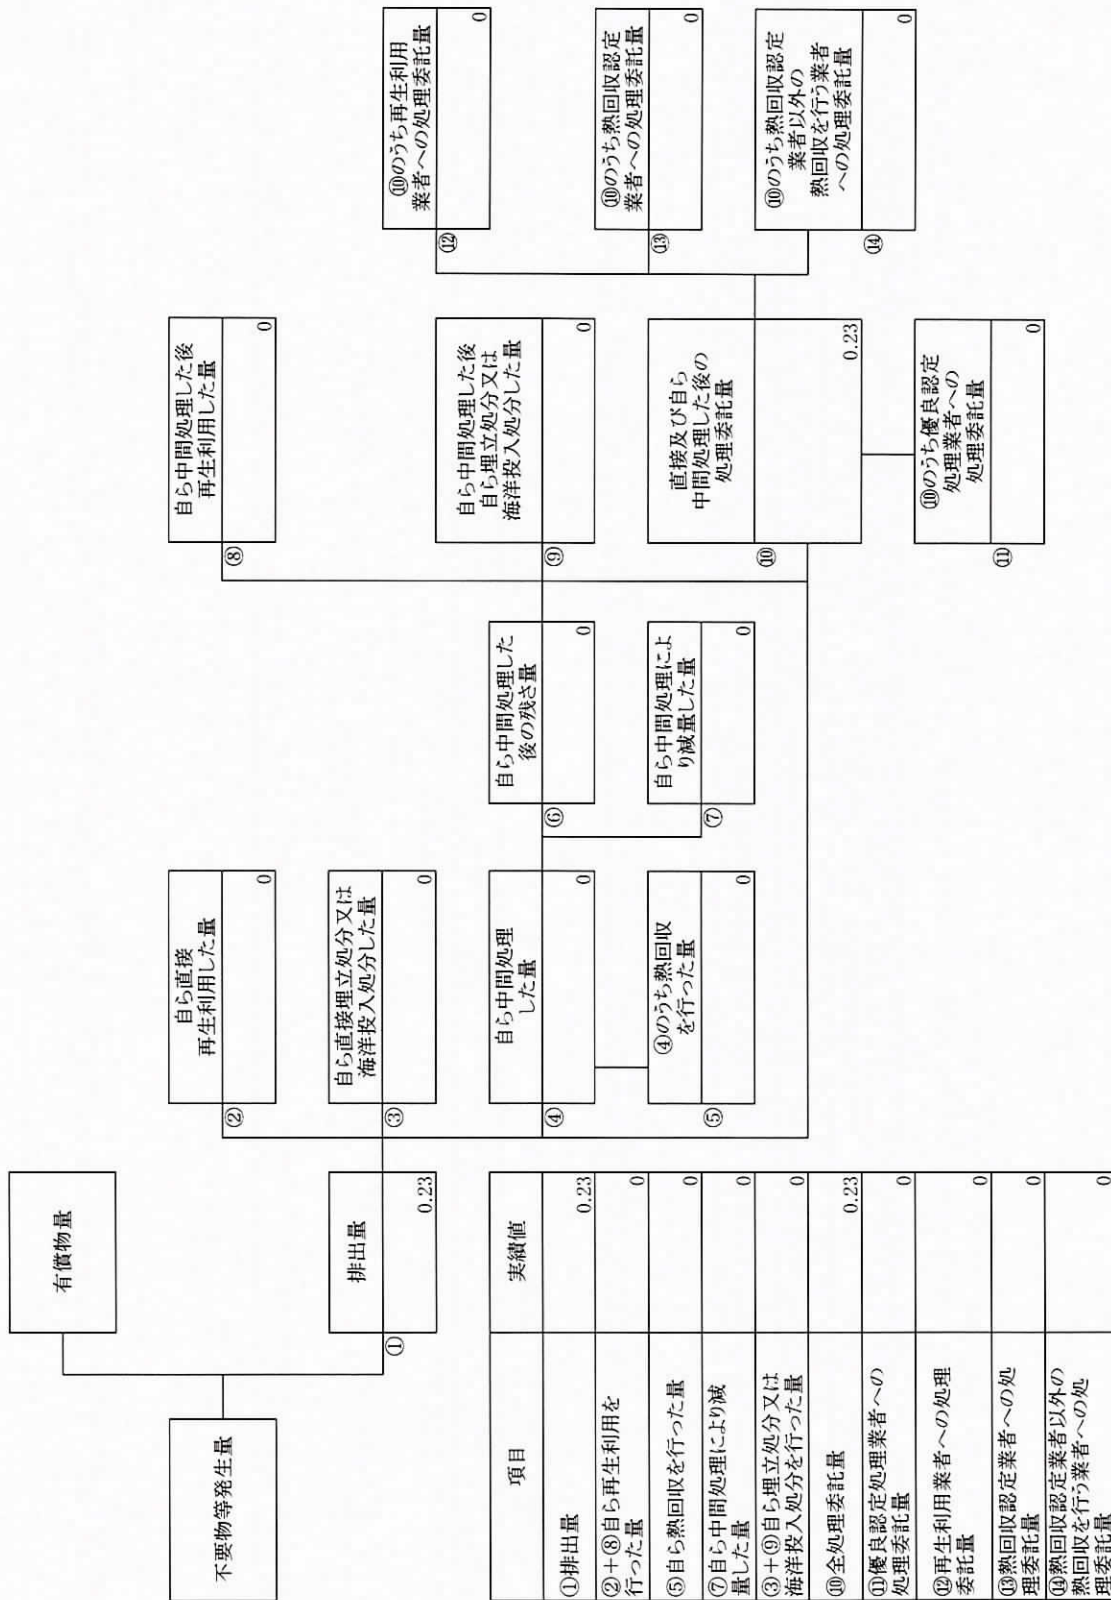 不要物等発生量
有償物量
①
排出量
0.23
②
自ら直接
再生利用した量
0
③
自ら直接埋立処分又は
海洋投入処分した量
0
④
自ら中間処理
した量
0
⑤
④のうち熱回収
を行った量
0
⑥
自ら中間処理した
後の残さ量
0
⑦
自ら中間処理によ
り減量した量
0
⑧
自ら中間処理した後
再生利用した量
0
⑨
自ら中間処理した後
自ら埋立処分又は
海洋投入処分した量
0
⑩
直接及び自ら
中間処理した後の
処理委託量
0.23
⑪
⑩のうち優良認定
処理業者への
処理委託量
0
⑫
⑩のうち再生利用
業者への処理委託量
0
⑬
⑩のうち熱回収認定
業者への処理委託量
0
⑭
⑩のうち熱回収認定
業者以外の
熱回収を行う業者
への処理委託量
0
項目 実績値
①排出量 0.23
②+⑧自ら再生利用を
行った量 0
⑤自ら熱回収を行った量 0
⑦自ら中間処理により減
量した量 0
③+⑨自ら埋立処分又は
海洋投入処分を行った量 0
⑩全処理委託量 0.23
⑪優良認定処理業者への
処理委託量 0
⑫再生利用業者への処理
委託量 0
⑬熱回収認定業者への処
理委託量 0
⑭熱回収認定業者以外の
熱回収を行う業者への処
理委託量 0